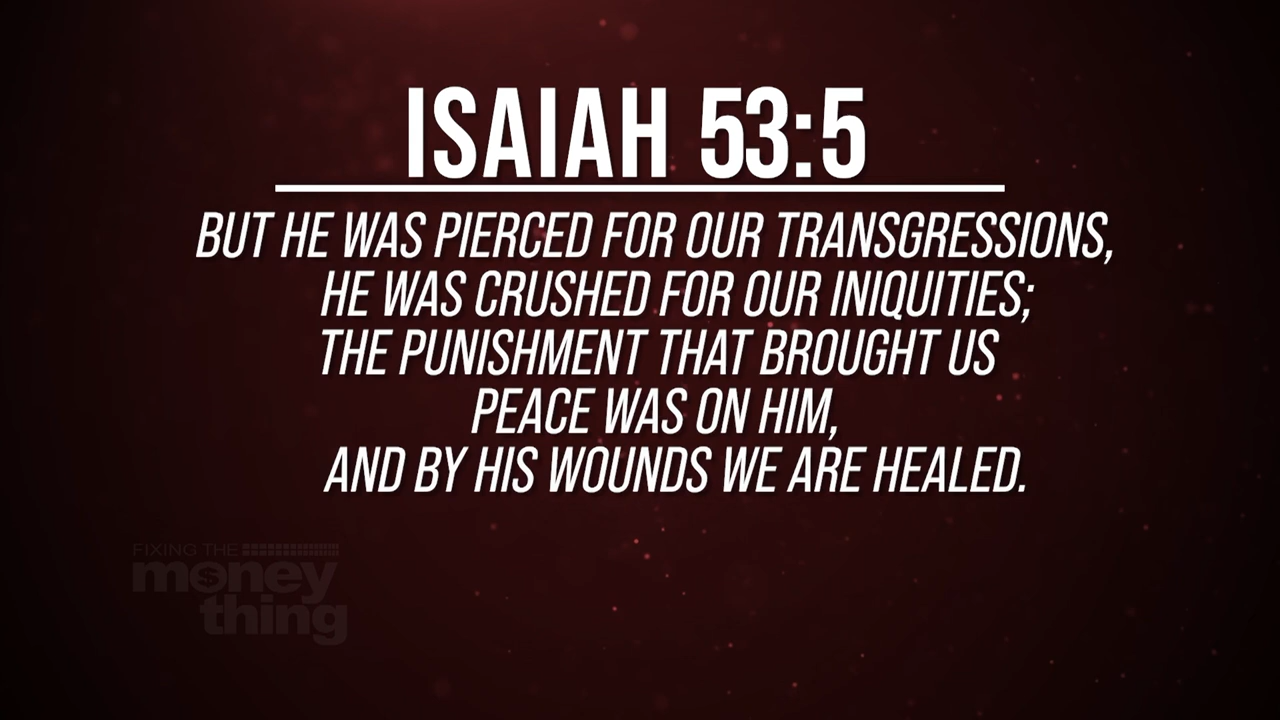 ISAIAH 53:5
BUT HE WAS PIERCED FOR OUR TRANSGRESSIONS,
HE WAS CRUSHED FOR OUR INIQUITIES;
THE PUNISHMENT THAT BROUGHT US
PEACE WAS ON HIM,
AND BY HIS WOUNDS WE ARE HEALED.
FIXING THE
money
thing